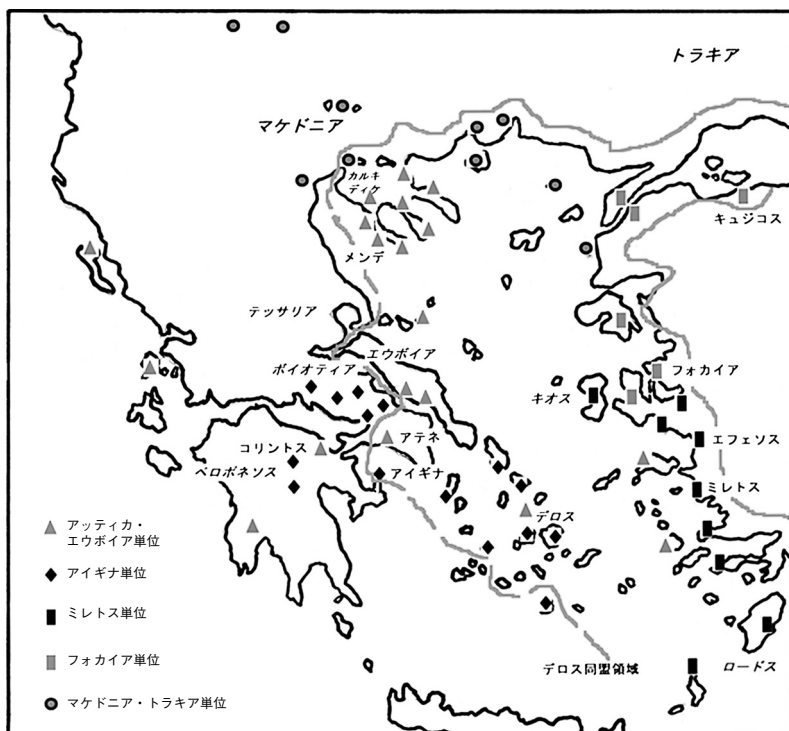 トラキア
マケドニア
カルキ
ディケ
キュジコス
メンデ
テッサリア
エウボイア
ボイオティア
フォカイア
キオス
アテネ
エフェソス
コリントス
ペロポネソス
アイギナ
ミレトス
デロス
アッティカ・
エウボイア単位
アイギナ単位
ミレトス単位
フォカイア単位
デロス同盟領域
ロードス
マケドニア・トラキア単位